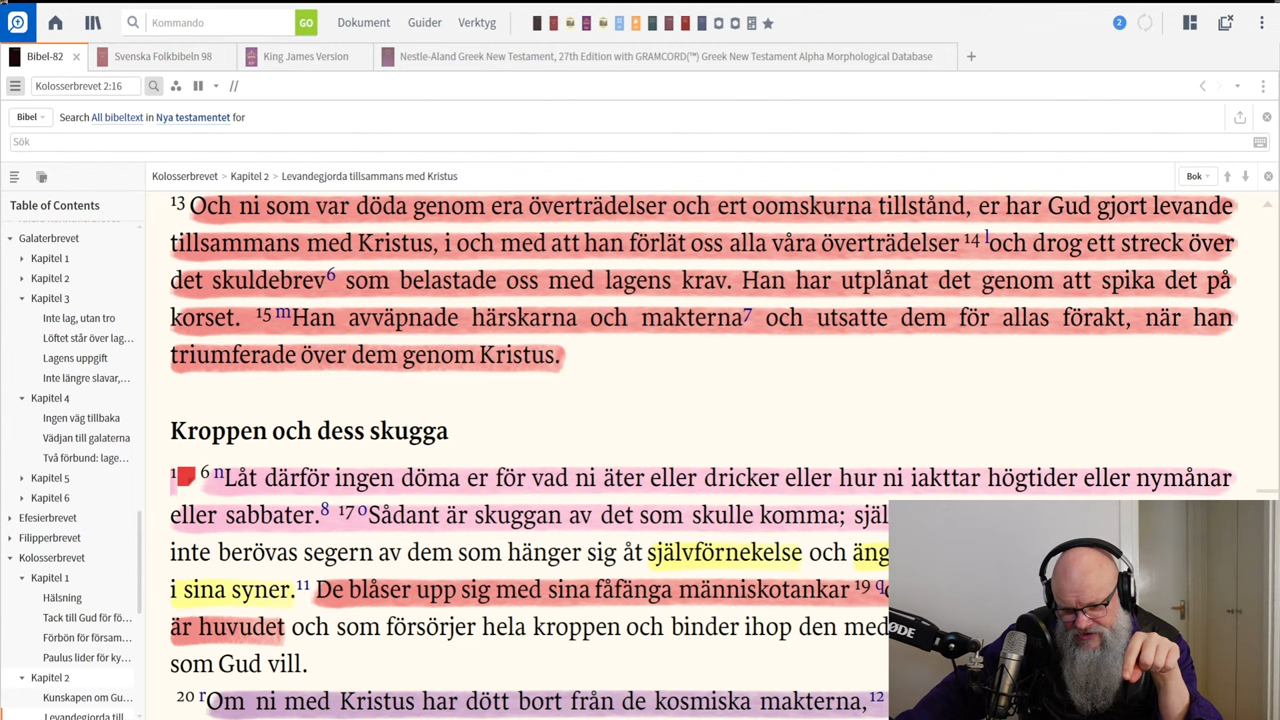 Kommando
GO
Dokument
Guider
Verktyg
2
Bibel-82
Svenska Folkbibeln 98
King James Version
Nestle-Aland Greek New Testament, 27th Edition with GRAMCORD(™) Greek New Testament Alpha Morphological Database
Kolosserbrevet 2:16
Bibel
Search All bibeltext in Nya testamentet for
Sök
Kolosserbrevet > Kapitel 2 > Levandegjorda tillsammans med Kristus
Bok
Table of Contents
Galaterbrevet
Kapitel 1
Kapitel 2
Kapitel 3
Inte lag, utan tro
Löftet står över lag...
Lagens uppgift
Inte längre slavar,...
Kapitel 4
Ingen väg tillbaka
Vädjan till galaterna
Två förbund: lage...
Kapitel 5
Kapitel 6
Efesierbrevet
Filipperbrevet
Kolosserbrevet
Kapitel 1
Hälsning
Tack till Gud för fö...
Förbön för försam...
Paulus lider för ky...
Kapitel 2
Kunskapen om Gu...
Levandegjorda till...
13 Och ni som var döda genom era överträdelser och ert oomskurna tillstånd, er har Gud gjort levande
tillsammans med Kristus, i och med att han förlåt oss alla våra överträdelser 14 l och drog ett streck över
det skuldebrev6 som belastade oss med lagens krav. Han har utplånat det genom att spika det på
korset. 15 m Han avväpnade härskarna och makterna7 och utsatte dem för allas förakt, när han
triumferade över dem genom Kristus.
Kroppen och dess skugga
1 6 n Låt därför ingen döma er för vad ni äter eller dricker eller hur ni iakttar högtider eller nymånar
eller sabbater.8 17 o Sådant är skuggan av det som skulle komma; själ
inte berövas segern av dem som hänger sig åt självförnekelse och äng
i sina syner.11 De blåser upp sig med sina fåfänga människotankar 19 q
är huvudet och som försörjer hela kroppen och binder ihop den med
som Gud vill.
20 r Om ni med Kristus har dött bort från de kosmiska makterna,12
RØDE